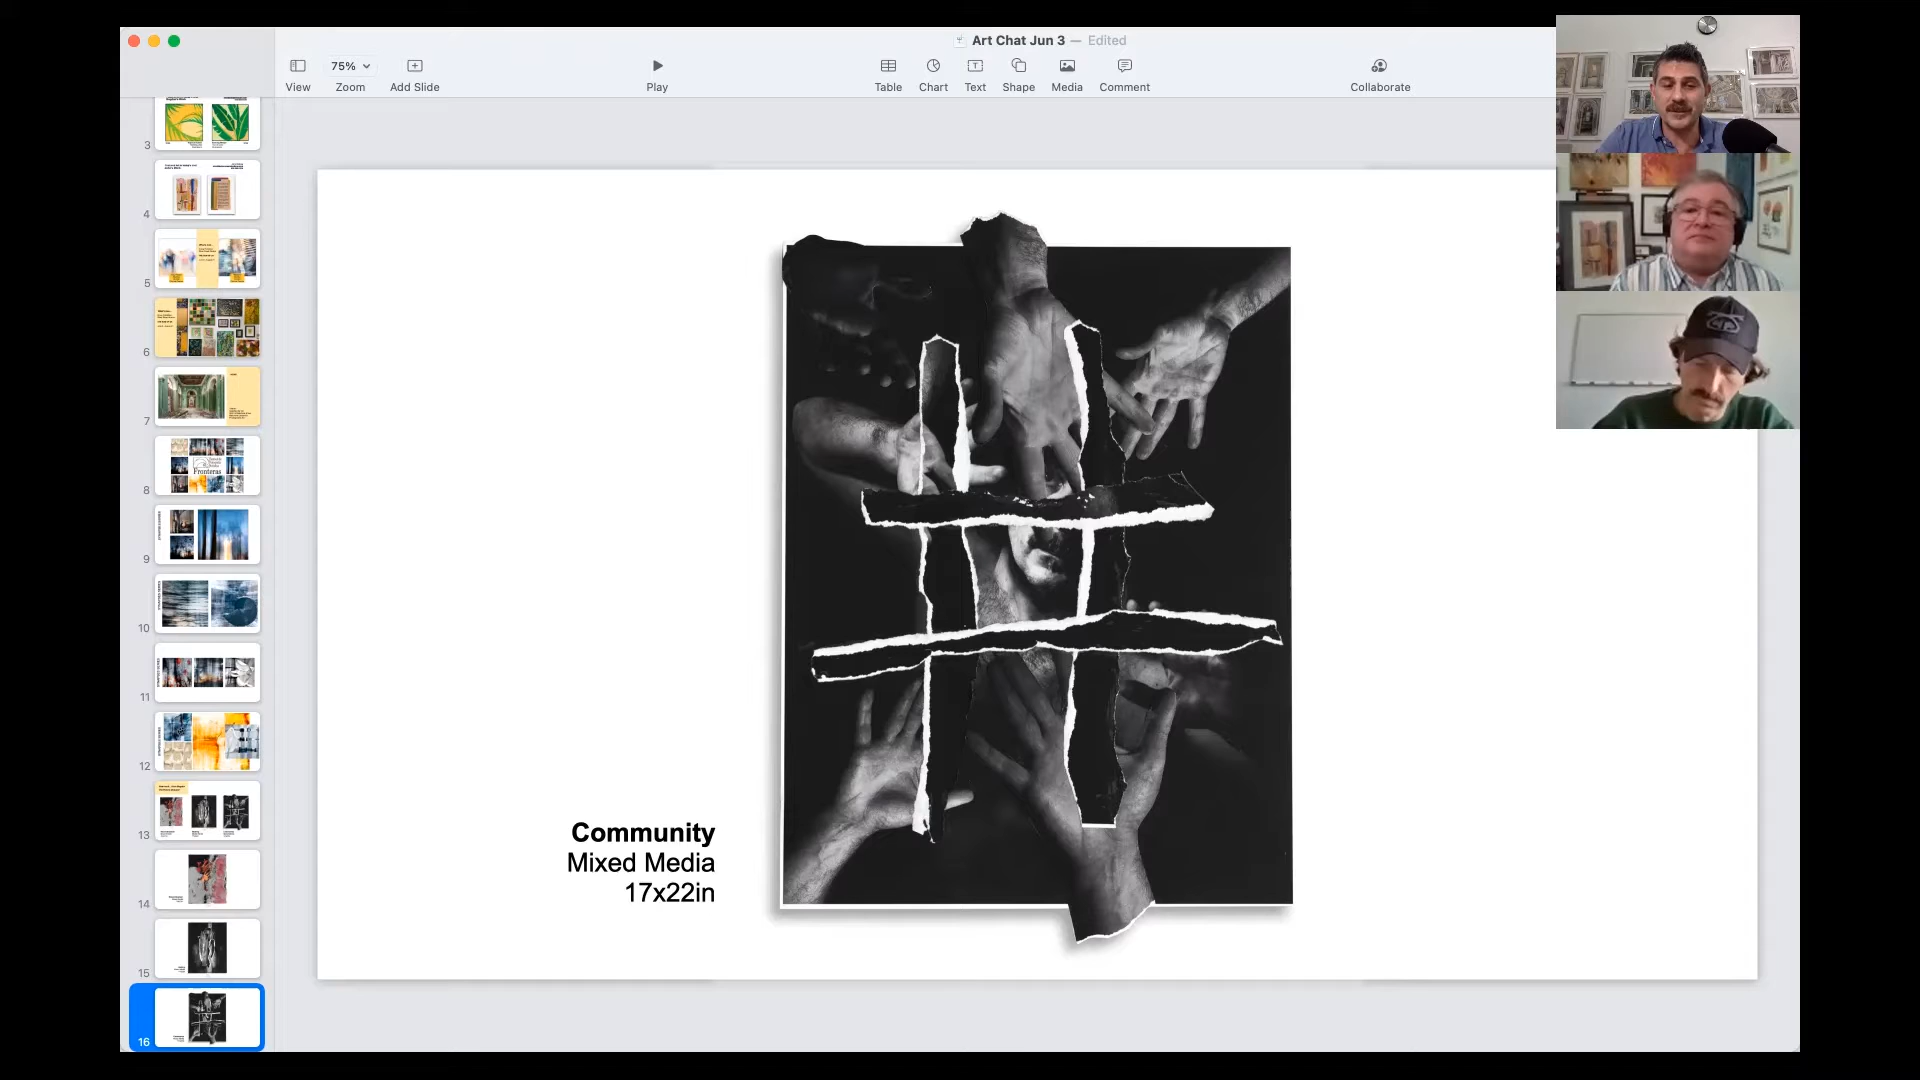 Art Chat Jun 3 — Edited
75%
View
Zoom
Add Slide
Play
Table
Chart
Text
Shape
Media
Comment
Collaborate
3
4
5
6
7
8
Fronteras
9
10
11
12
13
14
15
16
Community
Mixed Media
17x22in